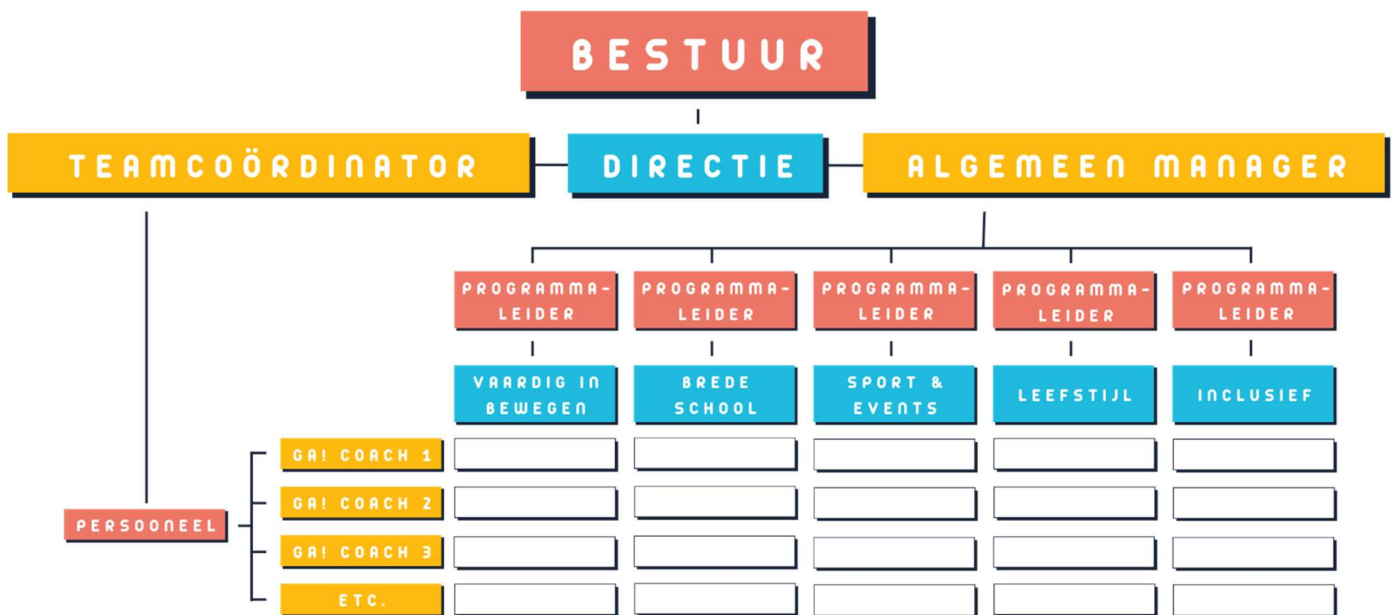 BESTUUR
TEAMCOÖRDINATOR
DIRECTIE
ALGEMEEN MANAGER
PROGRAMMA-
LEIDER
PROGRAMMA-
LEIDER
PROGRAMMA-
LEIDER
PROGRAMMA-
LEIDER
PROGRAMMA-
LEIDER
VAARDIG IN
BEWEGEN
BREDE
SCHOOL
SPORT &
EVENTS
LEEFSTIJL
INCLUSIEF
PERSOONEEL
GA! COACH 1
GA! COACH 2
GA! COACH 3
ETC.